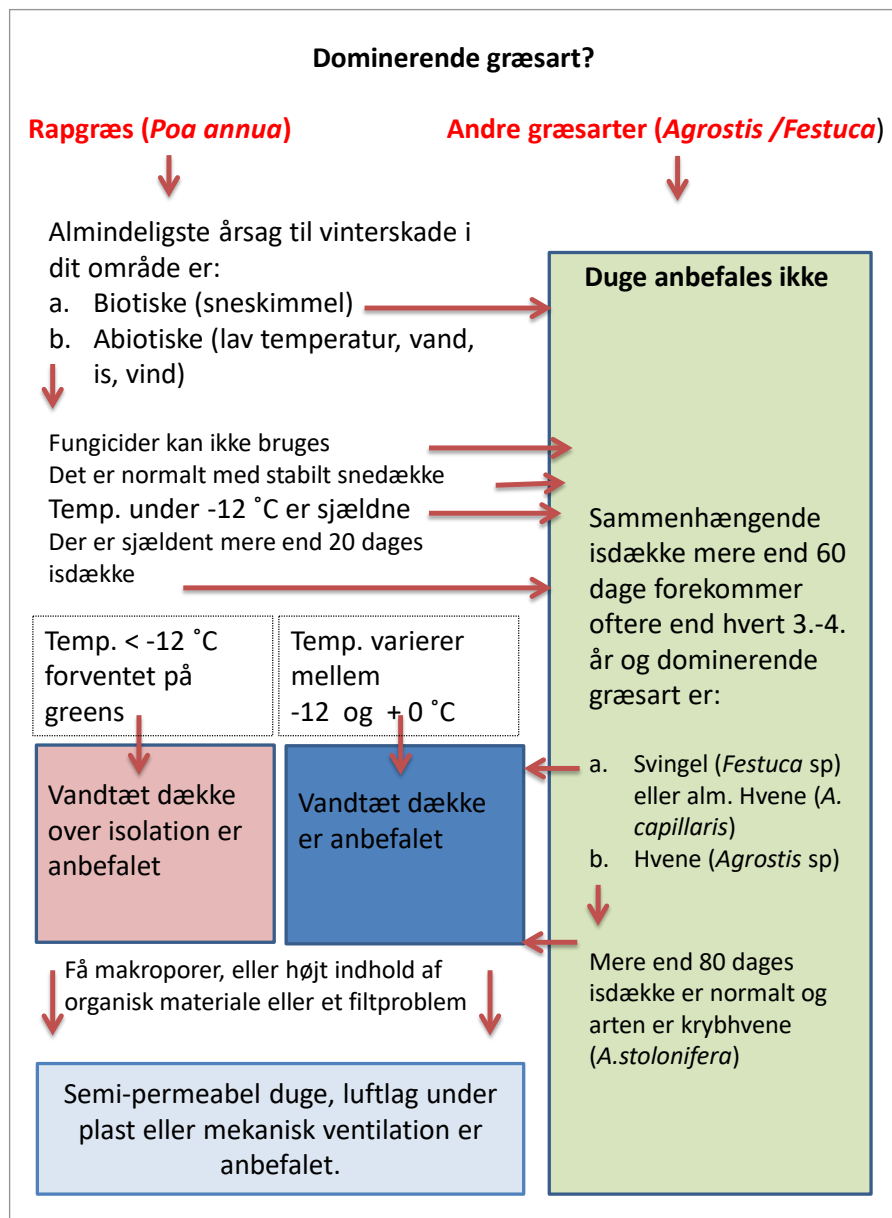 Dominerende græsart?
Rapgræs (Poa annua)
Andre græsarter (Agrostis /Festuca)
Almindeligste årsag til vinterskade i
dit område er:
a. Biotiske (sneskimmel)
b. Abiotiske (lav temperatur, vand,
is, vind)
Fungicider kan ikke bruges
Det er normalt med stabilt snedække
Temp. under -12 ˚C er sjældne
Der er sjældent mere end 20 dages
isdække
Temp. < -12 ˚C
forventet på
greens
Temp. varierer
mellem
-12 og + 0 ˚C
Vandtæt dække
over isolation er
anbefalet
Vandtæt dække
er anbefalet
Få makroporer, eller højt indhold af
organisk materiale eller et filtproblem
Semi-permeabel duge, luftlag under
plast eller mekanisk ventilation er
anbefalet.
Duge anbefales ikke
Sammenhængende
isdække mere end 60
dage forekommer
oftere end hvert 3.-4.
år og dominerende
græsart er:
a. Svingel (Festuca sp)
eller alm. Hvene (A.
capillaris)
b. Hvene (Agrostis sp)
Mere end 80 dages
isdække er normalt og
arten er krybhvene
(A.stolonifera)